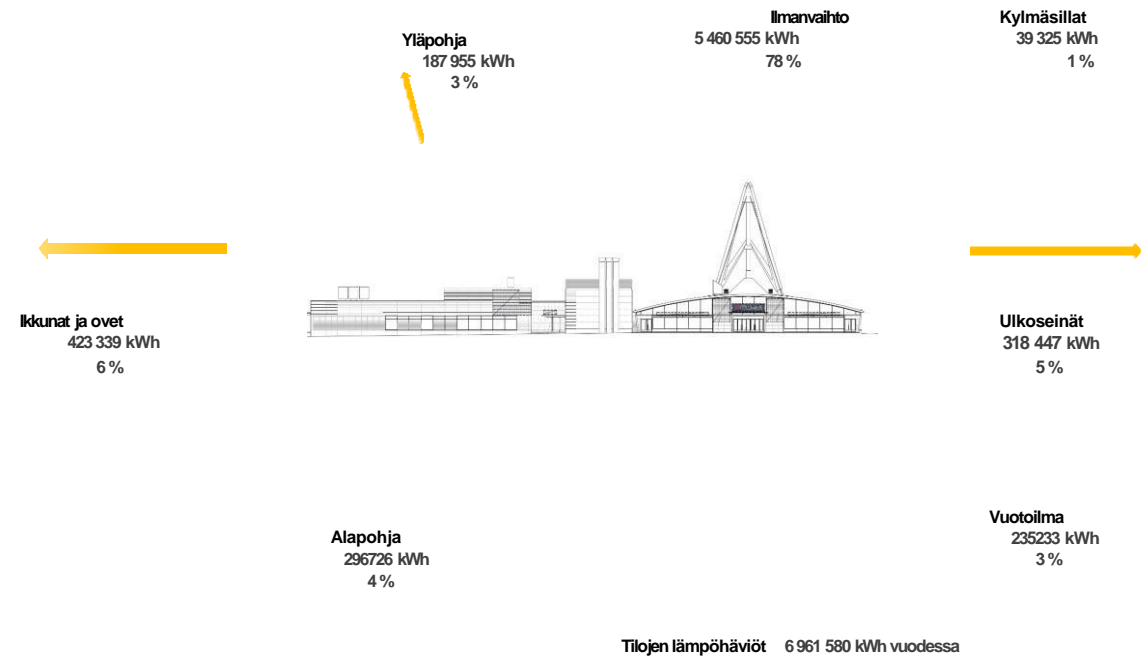 Yläpohja
187 955 kWh
3 %
Ilmanvaihto
5 460 555 kWh
78 %
Kylmäsillat
39 325 kWh
1 %
Ikkunat ja ovet
423 339 kWh
6 %
Ulkoseinät
318 447 kWh
5 %
Alapohja
296726 kWh
4 %
Vuotoilma
235233 kWh
3 %
Tilojen lämpöhäviöt 6 961 580 kWh vuodessa